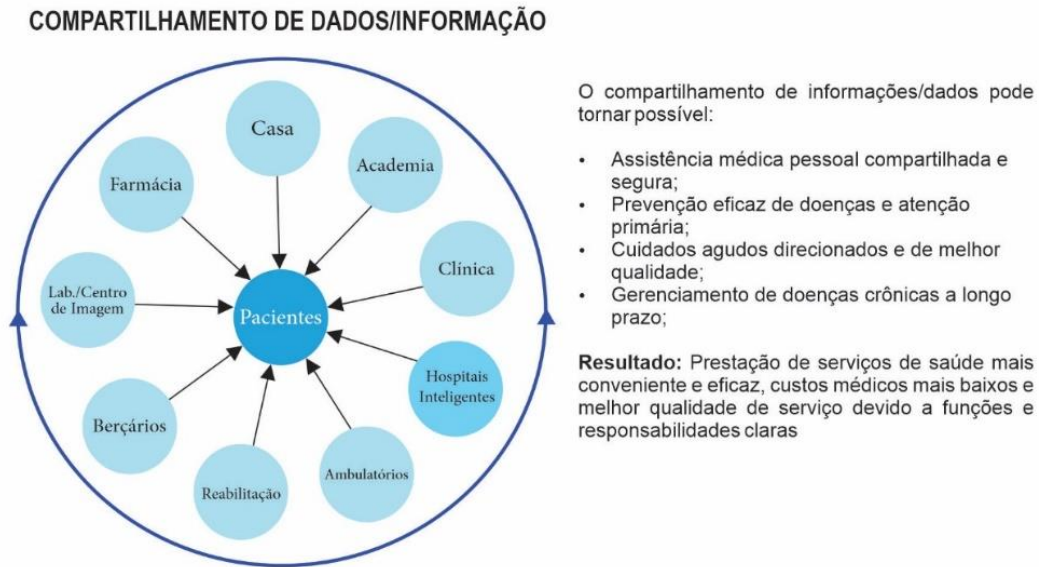 COMPARTILHAMENTO DE DADOS/INFORMAÇÃO
Casa
Academia
Farmácia
Clínica
Lab./Centro
de Imagem
Pacientes
Hospitais
Inteligentes
Berçários
Ambulatórios
Reabilitação
O compartilhamento de informações/dados pode
tornar possível:
• Assistência médica pessoal compartilhada e
segura;
• Prevenção eficaz de doenças e atenção
primária;
• Cuidados agudos direcionados e de melhor
qualidade;
• Gerenciamento de doenças crônicas a longo
prazo;
Resultado: Prestação de serviços de saúde mais
conveniente e eficaz, custos médicos mais baixos e
melhor qualidade de serviço devido a funções e
responsabilidades claras